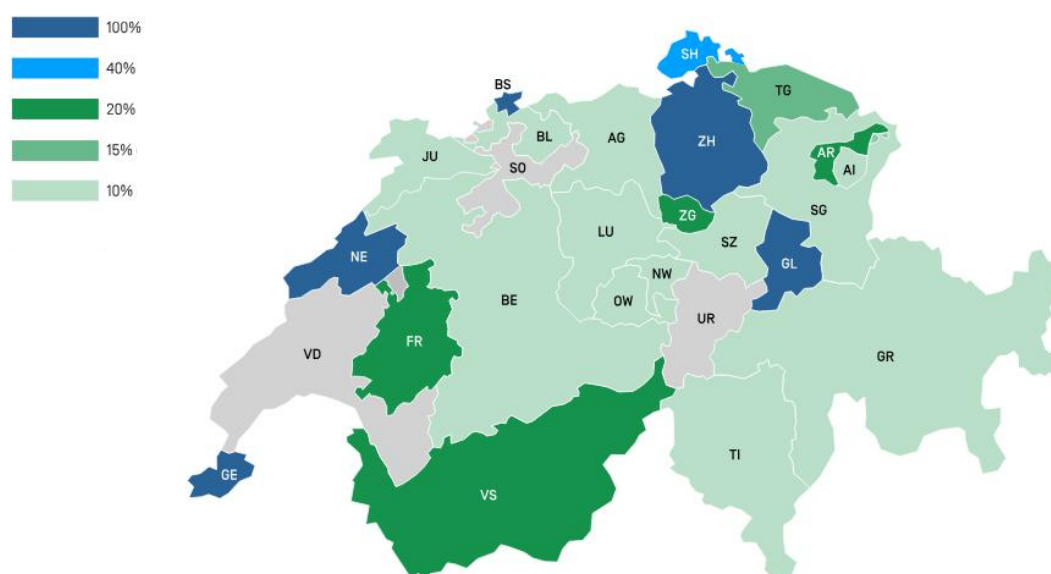 100%
40%
20%
15%
10%
SH
BS
TG
BL
AG
ZH
JU
AR
SO
AI
ZG
SG
LU
SZ
NE
GL
NW
OW
BE
UR
FR
VD
GR
TI
GE
VS